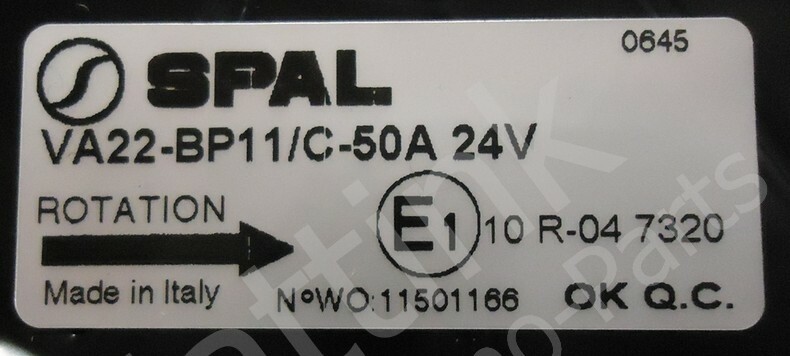 0645
SPAL
VA22-BP11/C-50A 24V
ROTATION
E1 10 R-04 7320
Made in Italy N°WO:11501166 OK Q.C.